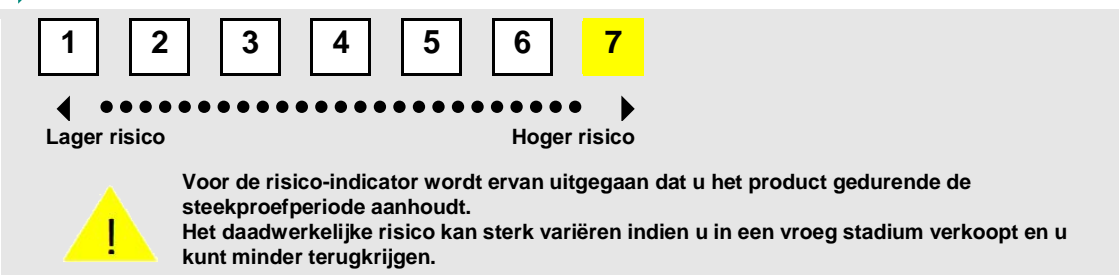 1 2 3 4 5 6 7
Lager risico Hoger risico
Voor de risico-indicator wordt ervan uitgegaan dat u het product gedurende de
steekproefperiode aanhoudt.
Het daadwerkelijke risico kan sterk variëren indien u in een vroeg stadium verkoopt en u
kunt minder terugkrijgen.
!